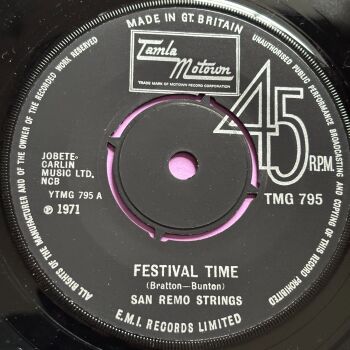 MADE IN GT. BRITAIN
Tamla
Motown
TRADE MARK OF MOTOWN RECORD CORPORATION
45
R.P.M.
JOBETE-
CARLIN
MUSIC LTD.
NCB
YTMG 795 A
℗ 1971
TMG 795
FESTIVAL TIME
(Bratton—Bunton)
SAN REMO STRINGS
E.M.I. RECORDS LIMITED
ALL RIGHTS OF THE MANUFACTURER AND OF THE OWNER OF THE RECORDED WORK RESERVED
UNAUTHORISED PUBLIC PERFORMANCE BROADCASTING AND COPYING OF THIS RECORD PROHIBITED